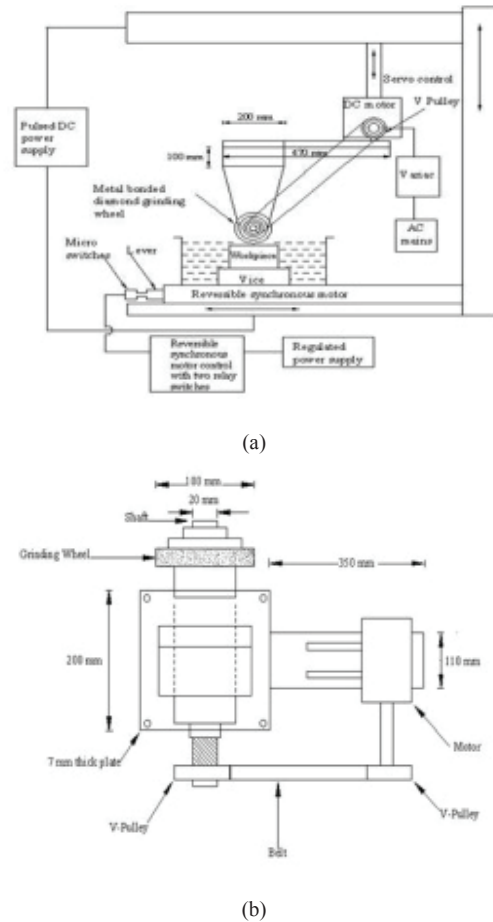 Servo control
DC motor
V Pulley
200 mm
Pulsed DC
power
supply
100 mm
470 mm
Metal bonded
diamond grinding
wheel
Variac
AC
mains
Micro
switches
Lever
Workpiece
Vice
Reversible synchronous motor
Reversible
synchronous
motor control
with two relay
switches
Regulated
power supply
(a)
100 mm
20 mm
Shaft
Grinding Wheel
350 mm
200 mm
110 mm
7 mm thick plate
Motor
V-Pulley
V-Pulley
Belt
(b)